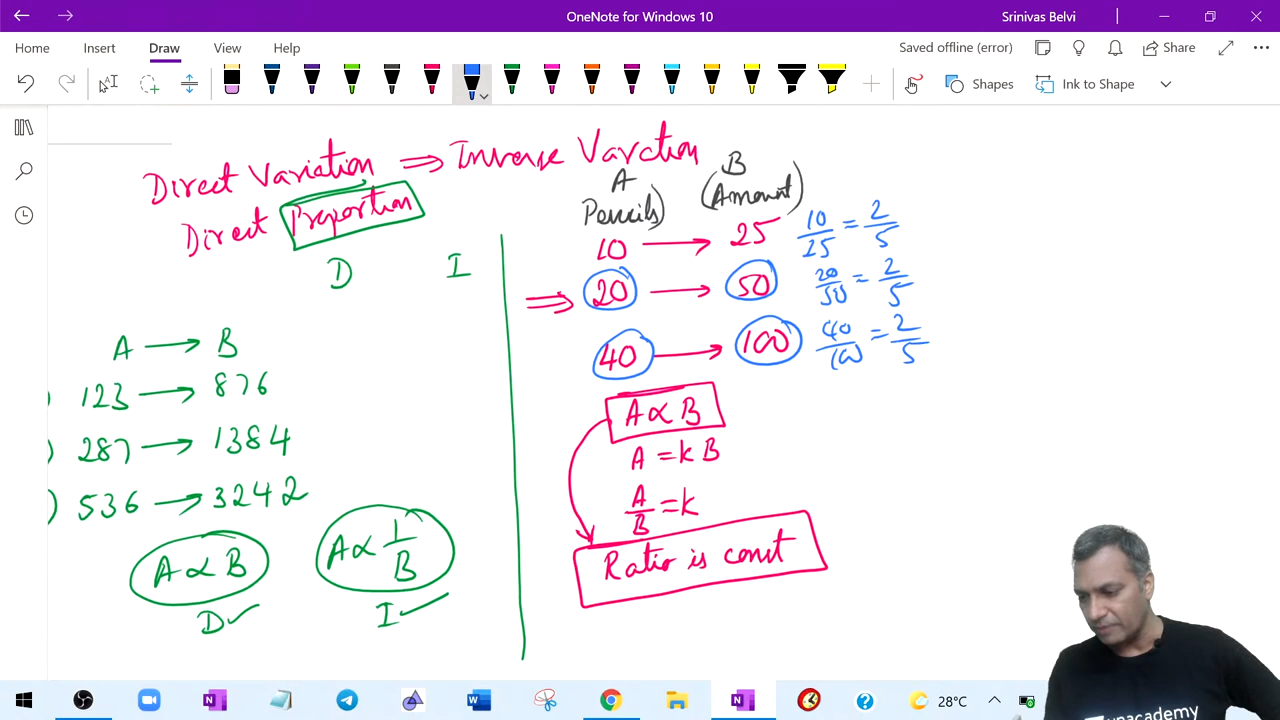 OneNote for Windows 10
Srinivas Belvi
Home Insert Draw View Help
Saved offline (error) Share
Shapes Ink to Shape
Direct Variation ⇒ Inverse Varction
Direct Proportion
D I
A → B
123 → 876
287 → 1384
536 → 3242
A ∝ B A ∝ 1/B
D✓ I✓
A B
Pencils) (Amount)
10 → 25 10/25 = 2/5
⇒ 20 → 50 20/50 = 2/5
40 → 100 40/100 = 2/5
A ∝ B
A = k B
A/B = k
Ratio is const
28°C
unacademy